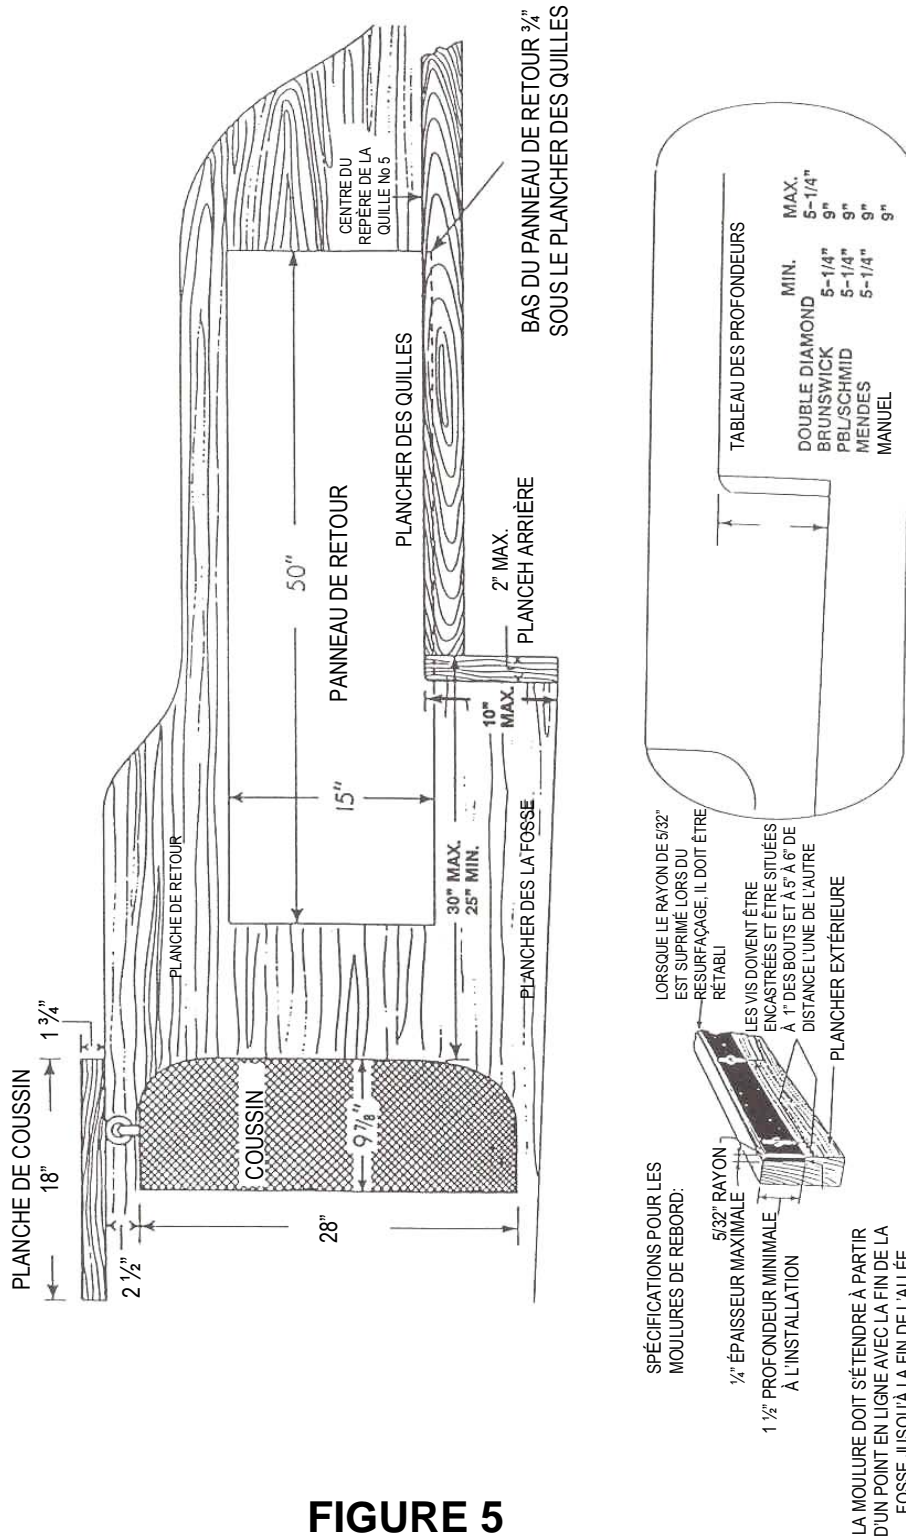 PLANCHE DE COUSSIN
18"
1 ¾"
2 ½"
28"
COUSSIN
9 ⅞"
PLANCHE DE RETOUR
15"
50"
PANNEAU DE RETOUR
CENTRE DU
REPÈRE DE LA
QUILLE No 5
PLANCHER DES QUILLES
BAS DU PANNEAU DE RETOUR ¾"
SOUS LE PLANCHER DES QUILLES
30" MAX.
25" MIN.
10"
MAX.
2" MAX.
PLANCEH ARRIÈRE
PLANCHER DES LA FOSSE
SPÉCIFICATIONS POUR LES
MOULURES DE REBORD:
5/32" RAYON
¼" ÉPAISSEUR MAXIMALE
1 ½" PROFONDEUR MINIMALE
À L'INSTALLATION
LA MOULURE DOIT S'ÉTENDRE À PARTIR
D'UN POINT EN LIGNE AVEC LA FIN DE LA
FOSSE JUSQU'À LA FIN DE L'ALLÉE
LORSQUE LE RAYON DE 5/32"
EST SUPRIMÉ LORS DU
RESURFAÇAGE, IL DOIT ÊTRE
RÉTABLI
LES VIS DOIVENT ÊTRE
ENCASTRÉES ET ÊTRE SITUÉES
À 1" DES BOUTS ET À 5" À 6" DE
DISTANCE L'UNE DE L'AUTRE
PLANCHER EXTÉRIEURE
TABLEAU DES PROFONDEURS
MIN. MAX.
DOUBLE DIAMOND 5-1/4"
BRUNSWICK 5-1/4" 9"
PBL/SCHMID 5-1/4" 9"
MENDES 5-1/4" 9"
MANUEL 9"
FIGURE 5